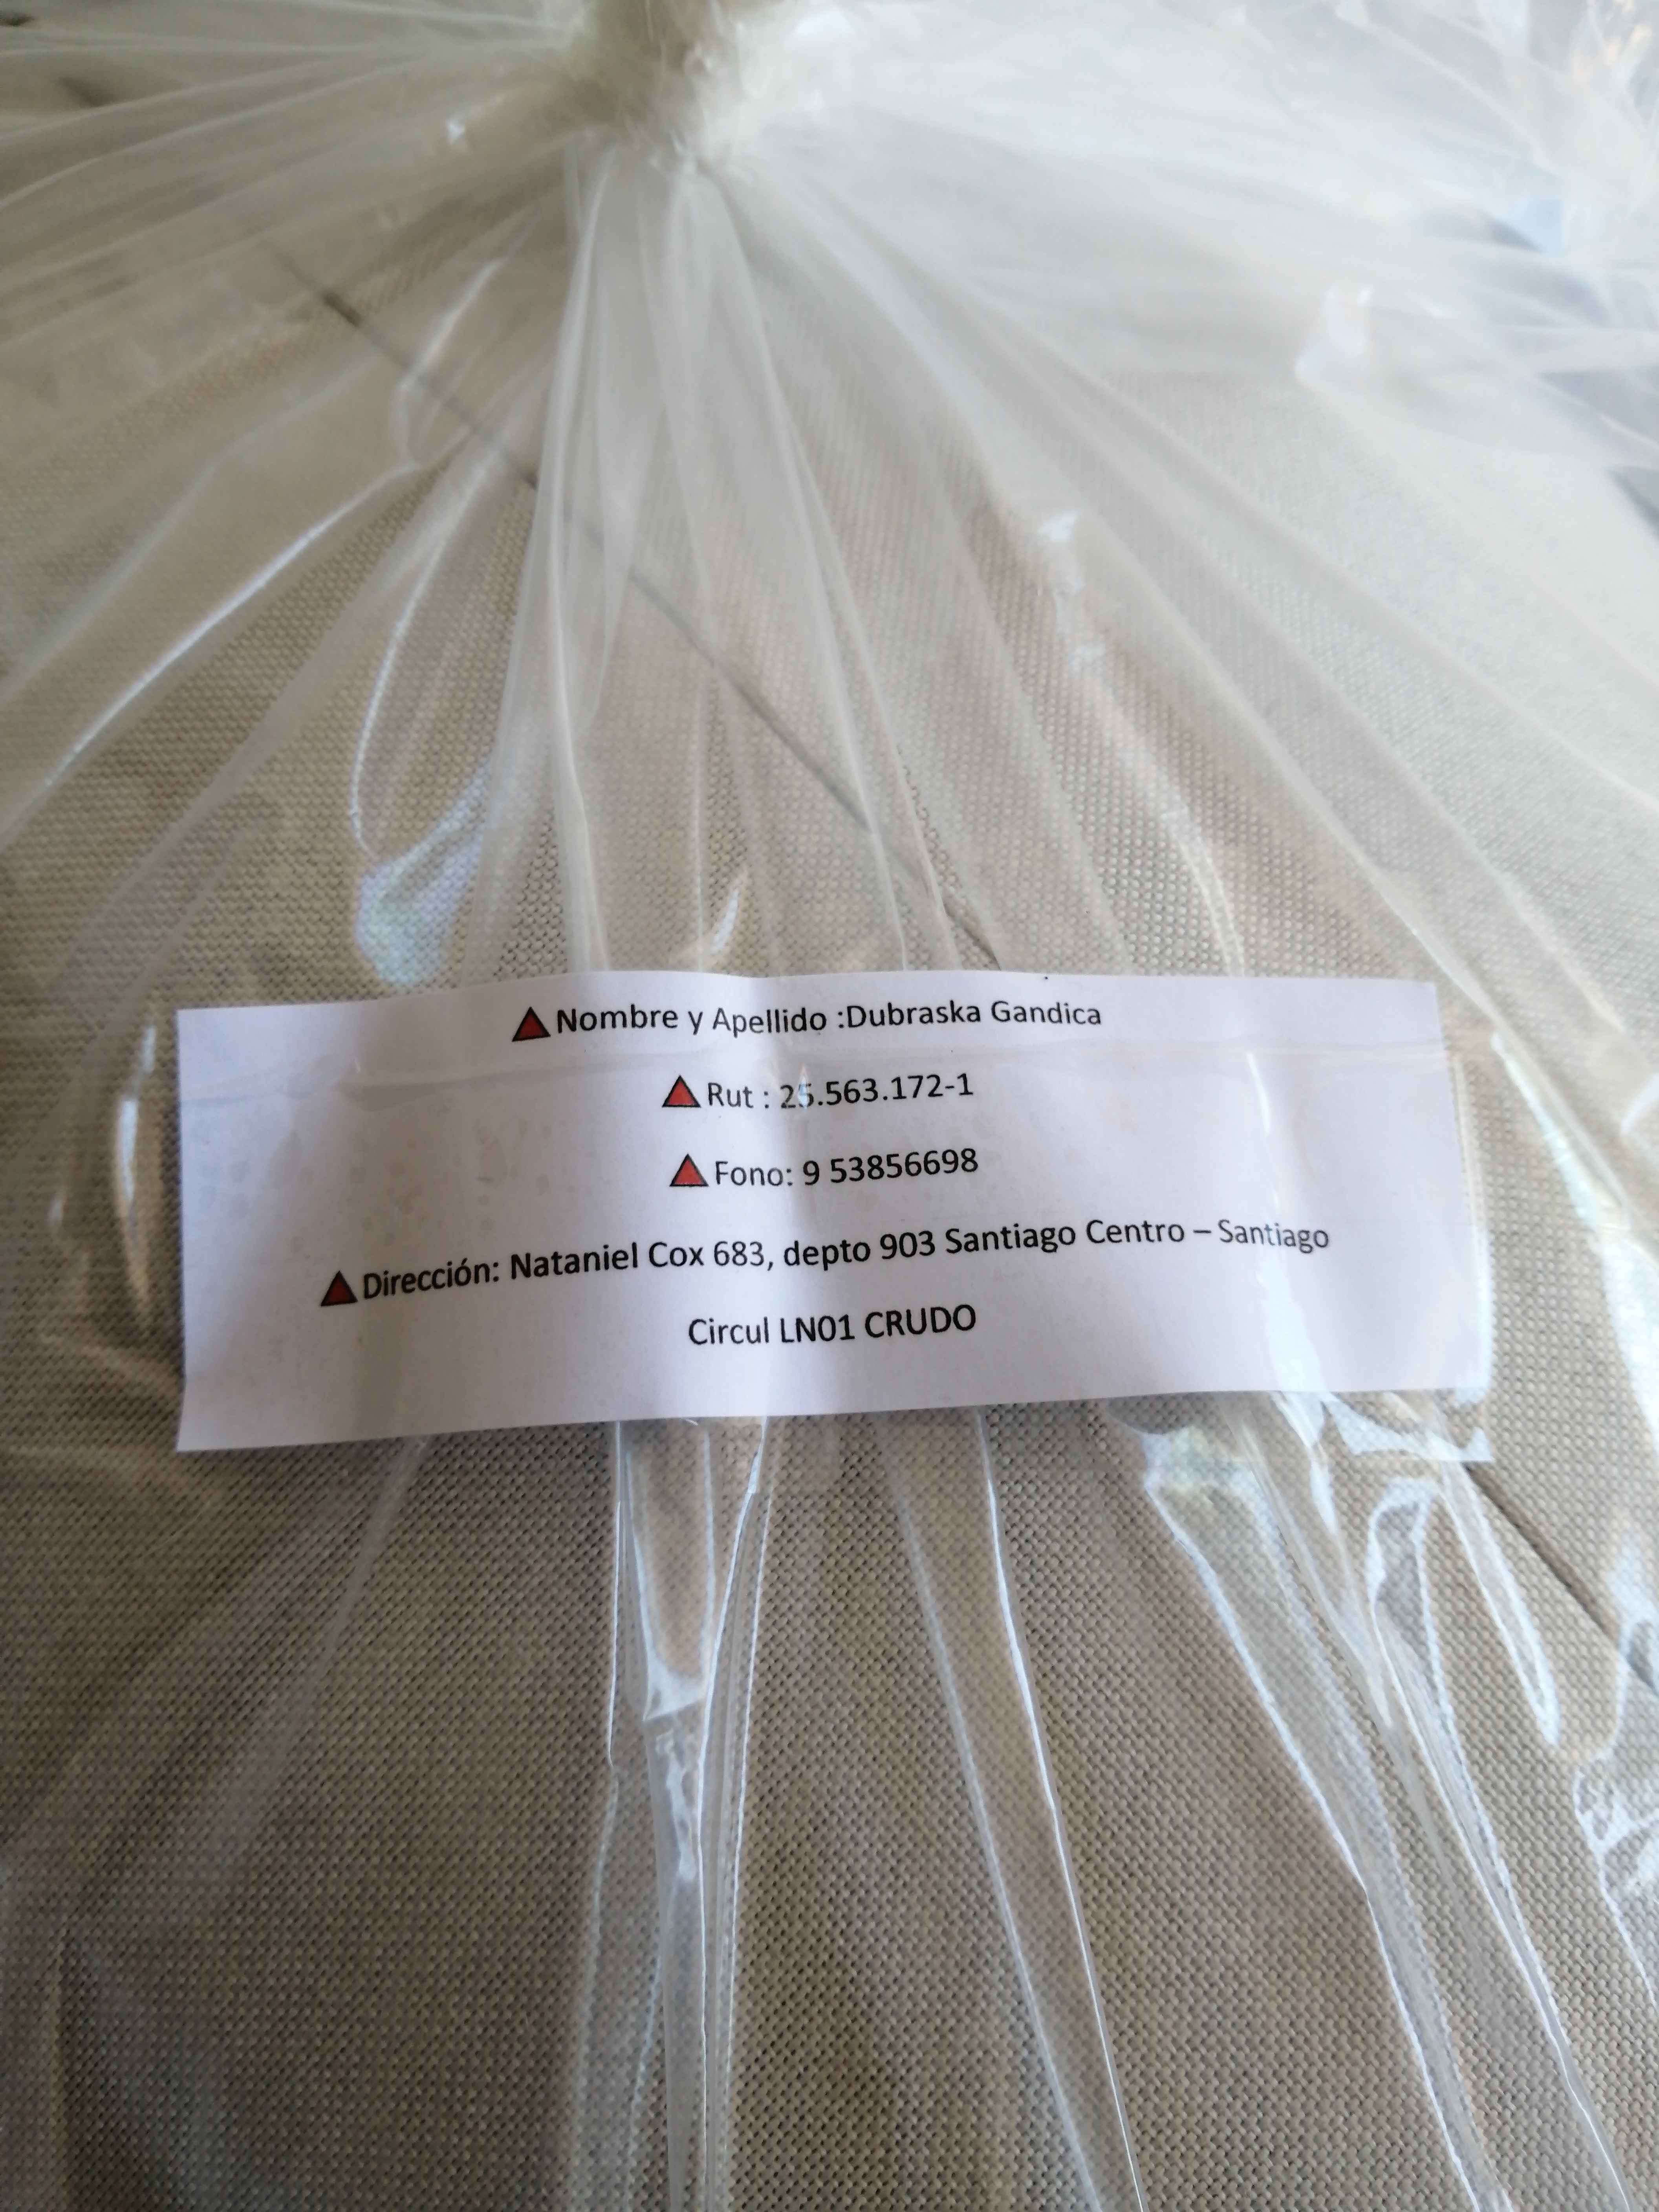 Nombre y Apellido :Dubraska Gandica
Rut : 25.563.172-1
Fono: 9 53856698
Dirección: Nataniel Cox 683, depto 903 Santiago Centro – Santiago
Circul LN01 CRUDO